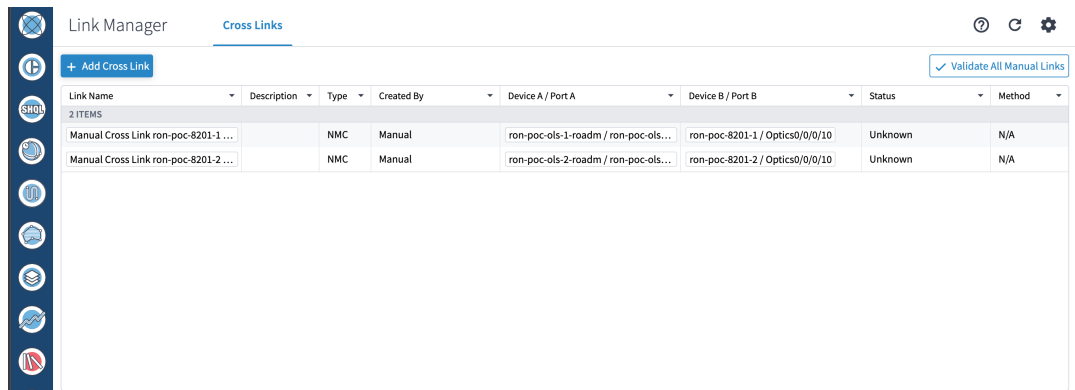 Link Manager Cross Links
+ Add Cross Link Validate All Manual Links
SHQL
Link Name Description Type Created By Device A / Port A Device B / Port B Status Method
2 ITEMS
Manual Cross Link ron-poc-8201-1 ... NMC Manual ron-poc-ols-1-roadm / ron-poc-ols... ron-poc-8201-1 / Optics0/0/0/10 Unknown N/A
Manual Cross Link ron-poc-8201-2 ... NMC Manual ron-poc-ols-2-roadm / ron-poc-ols... ron-poc-8201-2 / Optics0/0/0/10 Unknown N/A